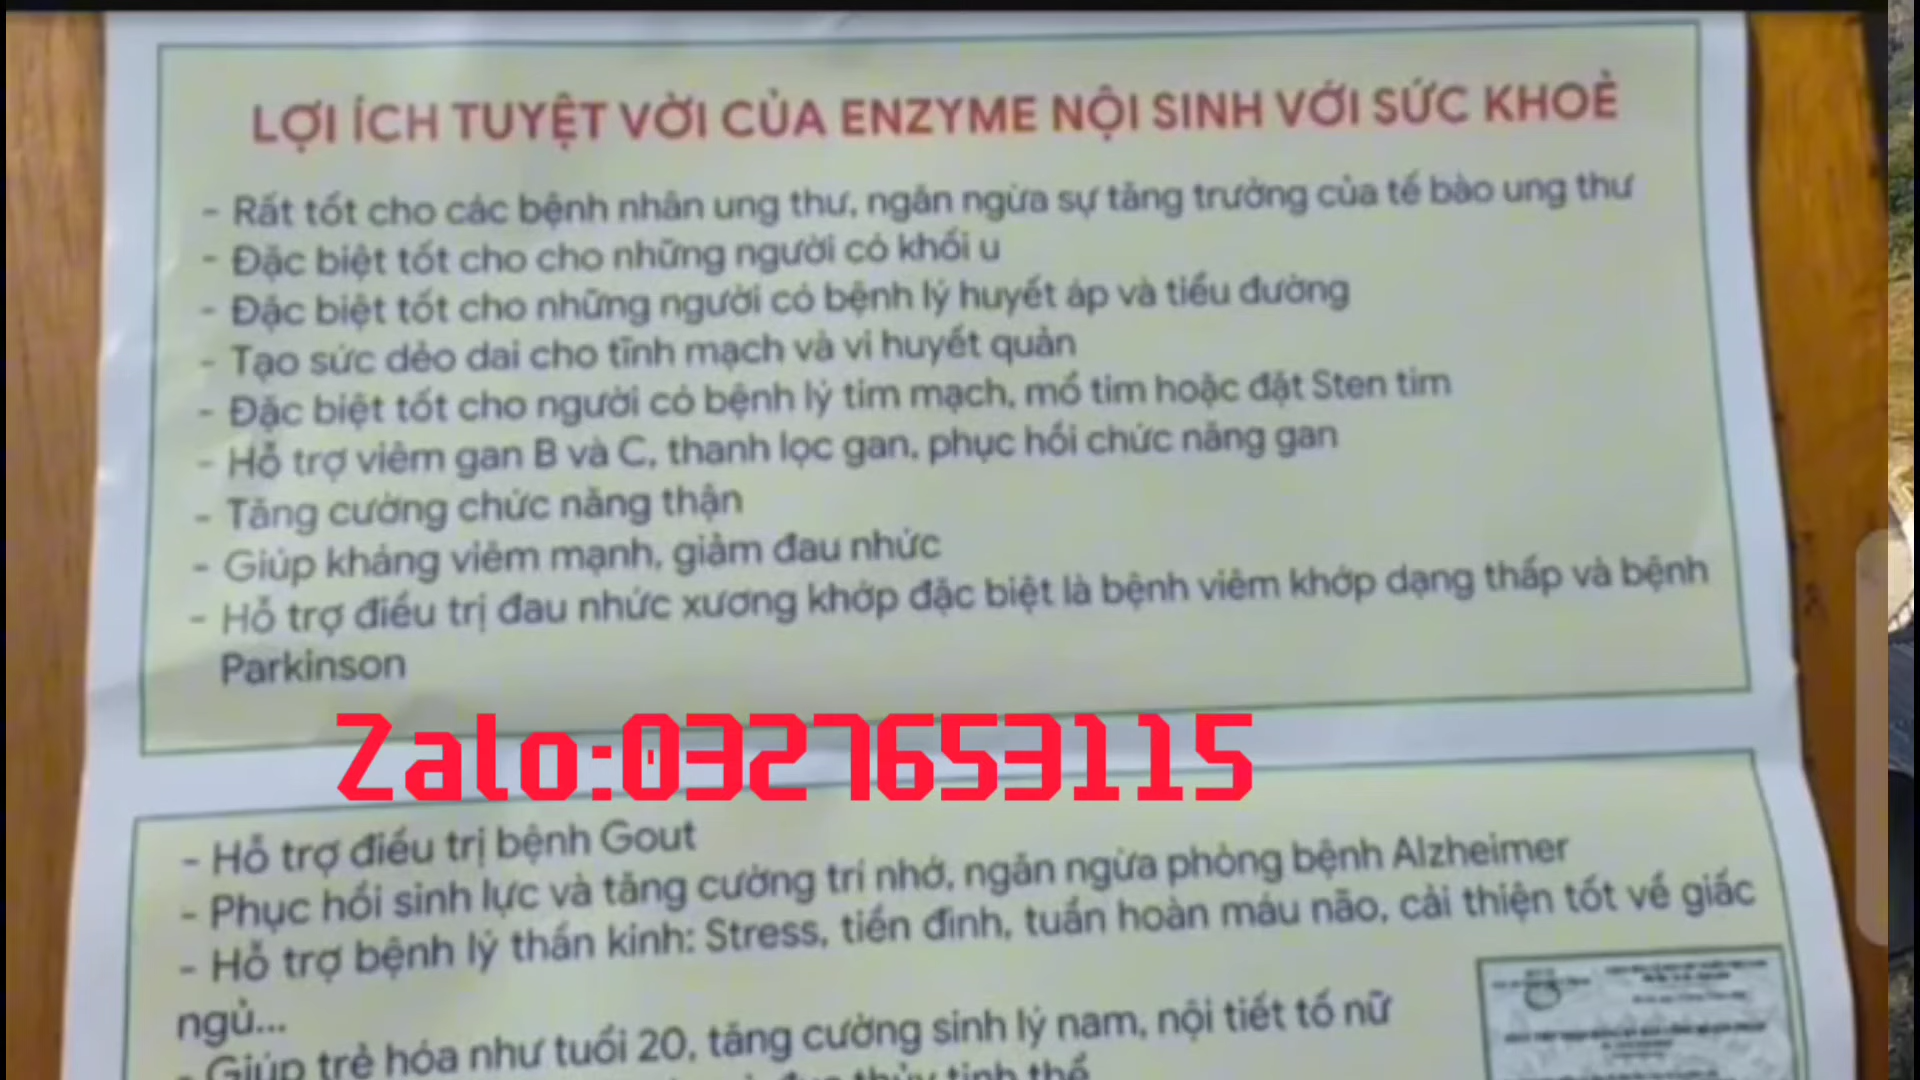 LỢI ÍCH TUYỆT VỜI CỦA ENZYME NỘI SINH VỚI SỨC KHOẺ
- Rất tốt cho các bệnh nhân ung thư, ngăn ngừa sự tăng trưởng của tế bào ung thư
- Đặc biệt tốt cho cho những người có khối u
- Đặc biệt tốt cho những người có bệnh lý huyết áp và tiểu đường
- Tạo sức dẻo dai cho tĩnh mạch và vi huyết quản
- Đặc biệt tốt cho người có bệnh lý tim mạch, mổ tim hoặc đặt Sten tim
- Hỗ trợ viêm gan B và C, thanh lọc gan, phục hồi chức năng gan
- Tăng cường chức năng thận
- Giúp kháng viêm mạnh, giảm đau nhức
- Hỗ trợ điều trị đau nhức xương khớp đặc biệt là bệnh viêm khớp dạng thấp và bệnh
Parkinson
Zalo:0327653115
- Hỗ trợ điều trị bệnh Gout
- Phục hồi sinh lực và tăng cường trí nhớ, ngăn ngừa phòng bệnh Alzheimer
- Hỗ trợ bệnh lý thần kinh: Stress, tiền đình, tuần hoàn máu não, cải thiện tốt về giấc
ngủ...
- Giúp trẻ hóa như tuổi 20, tăng cường sinh lý nam, nội tiết tố nữ
thủy tinh thể